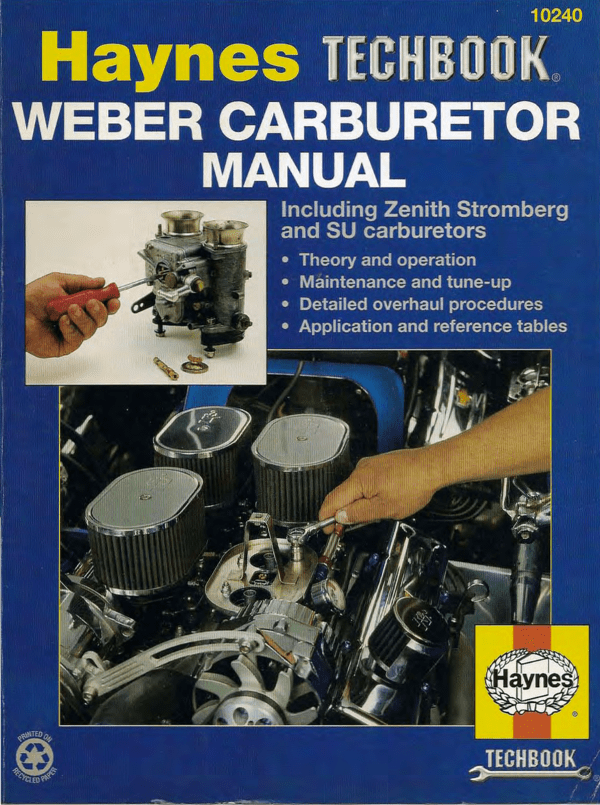 10240
Haynes TECHBOOK®
WEBER CARBURETOR
MANUAL
Including Zenith Stromberg
and SU carburetors
• Theory and operation
• Maintenance and tune-up
• Detailed overhaul procedures
• Application and reference tables
Haynes
®
TECHBOOK
®
PRINTED ON
RECYCLED PAPER